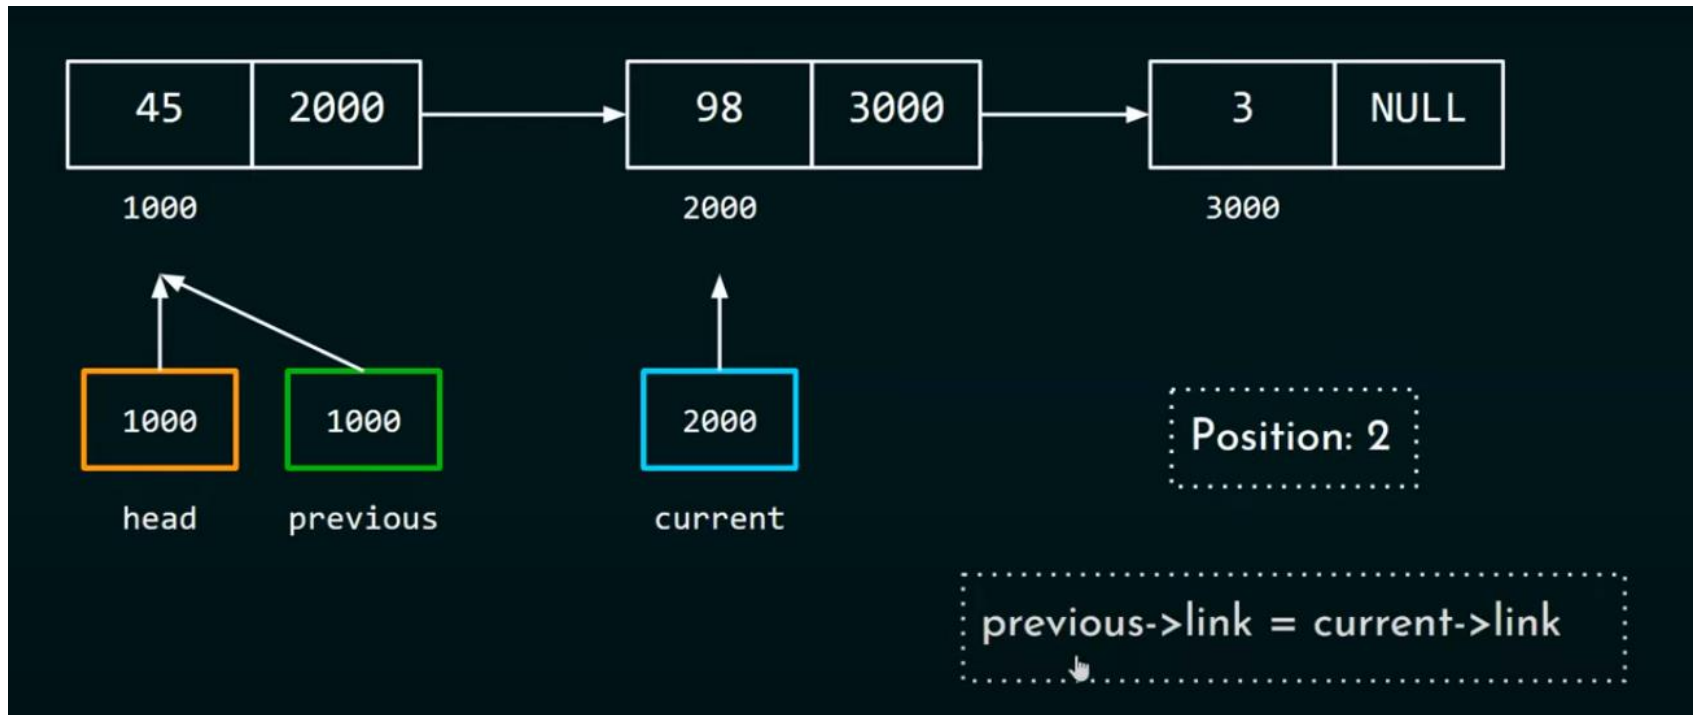 45 2000 98 3000 3 NULL
1000 2000 3000
1000 1000 2000
Position: 2
head previous current
previous->link = current->link